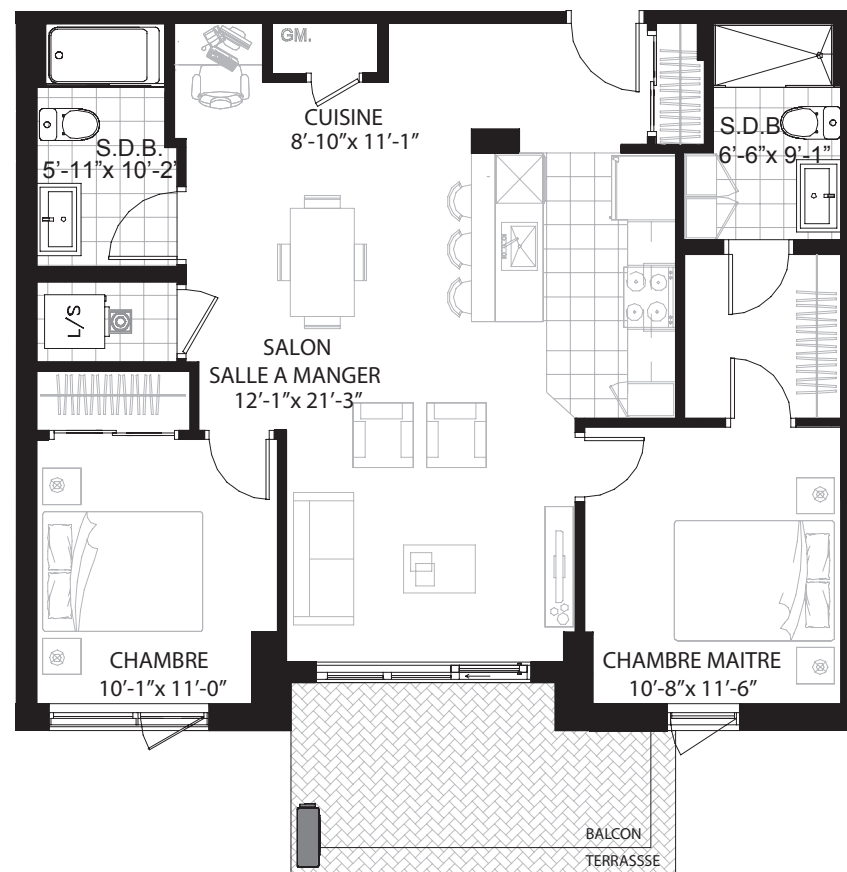 GM.
CUISINE
8'-10"x 11'-1"
S.D.B.
5'-11"x 10'-2'
S.D.B
6'-6"x 9'-1"
L/S
SALON
SALLE A MANGER
12'-1"x 21'-3"
CHAMBRE
10'-1"x 11'-0"
CHAMBRE MAITRE
10'-8"x 11'-6"
BALCON
TERRASSSE